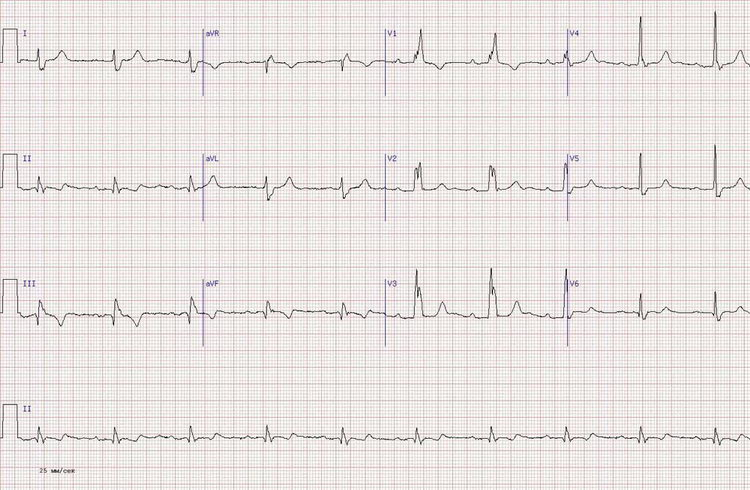 I aVR V1 V4
II aVL V2 V5
III aVF V3 V6
II
25 мм/сек